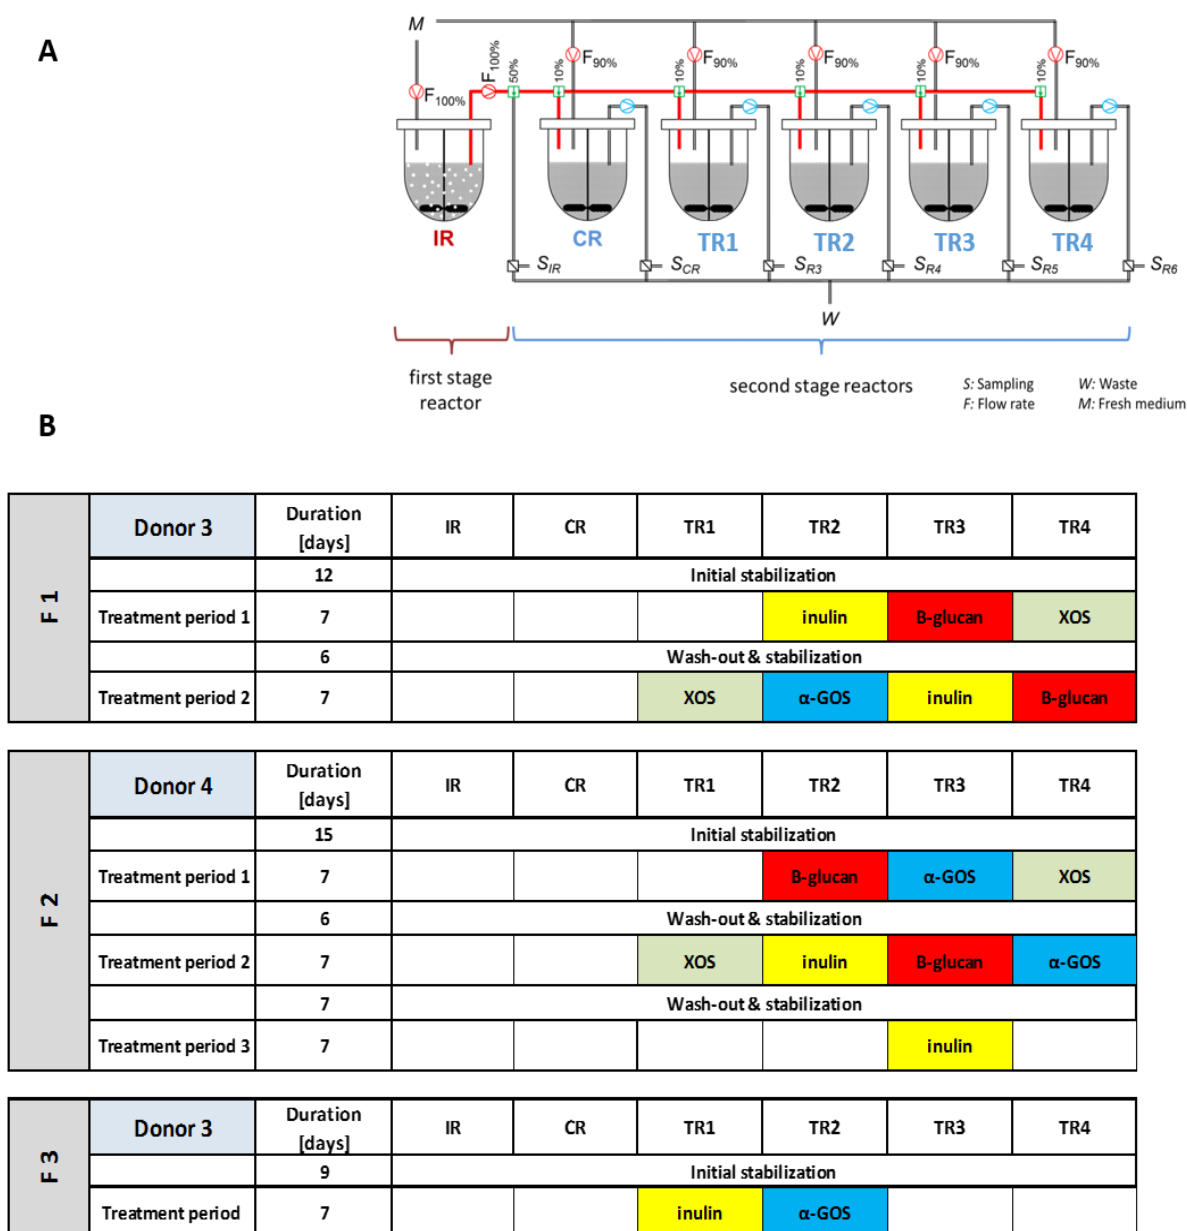 A
M
F100%
F100%
50%
10%
F90%
10%
F90%
10%
F90%
10%
F90%
10%
F90%
IR
CR
TR1
TR2
TR3
TR4
SIR
SCR
SR3
SR4
SR5
SR6
W
first stage
reactor
second stage reactors
S: Sampling W: Waste
F: Flow rate M: Fresh medium
B
F 1
Donor 3 Duration [days] IR CR TR1 TR2 TR3 TR4
12 Initial stabilization
Treatment period 1 7 inulin B-glucan XOS
6 Wash-out & stabilization
Treatment period 2 7 XOS α-GOS inulin B-glucan
F 2
Donor 4 Duration [days] IR CR TR1 TR2 TR3 TR4
15 Initial stabilization
Treatment period 1 7 B-glucan α-GOS XOS
6 Wash-out & stabilization
Treatment period 2 7 XOS inulin B-glucan α-GOS
7 Wash-out & stabilization
Treatment period 3 7 inulin
F 3
Donor 3 Duration [days] IR CR TR1 TR2 TR3 TR4
9 Initial stabilization
Treatment period 7 inulin α-GOS